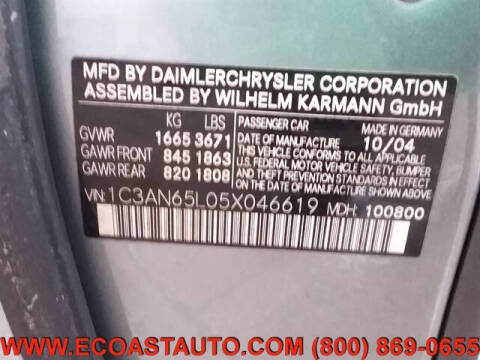 MFD BY DAIMLERCHRYSLER CORPORATION
ASSEMBLED BY WILHELM KARMANN GmbH
KG LBS PASSENGER CAR MADE IN GERMANY
GVWR 1665 3671 DATE OF MANUFACTURE 10/04
GAWR FRONT 845 1863 THIS VEHICLE CONFORMS TO ALL APPLICABLE
U.S. FEDERAL MOTOR VEHICLE SAFETY, BUMPER
GAWR REAR 820 1808 AND THEFT PREVENTION STANDARDS IN EFFECT
ON THE DATE OF MANUFACTURE SHOWN ABOVE
VIN: 1C3AN65L05X046619 MDH: 100800
WWW.ECOASTAUTO.COM (800) 869-0655